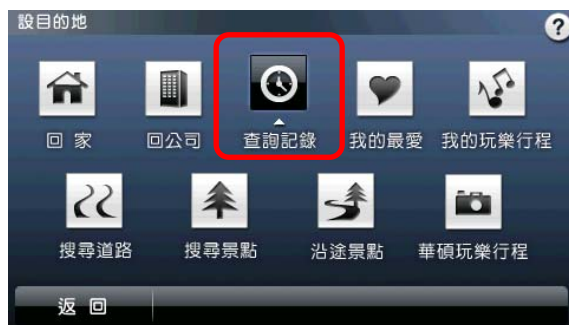 設目的地 ?
回 家 回公司 查詢記錄 我的最愛 我的玩樂行程
搜尋道路 搜尋景點 沿途景點 華碩玩樂行程
返 回